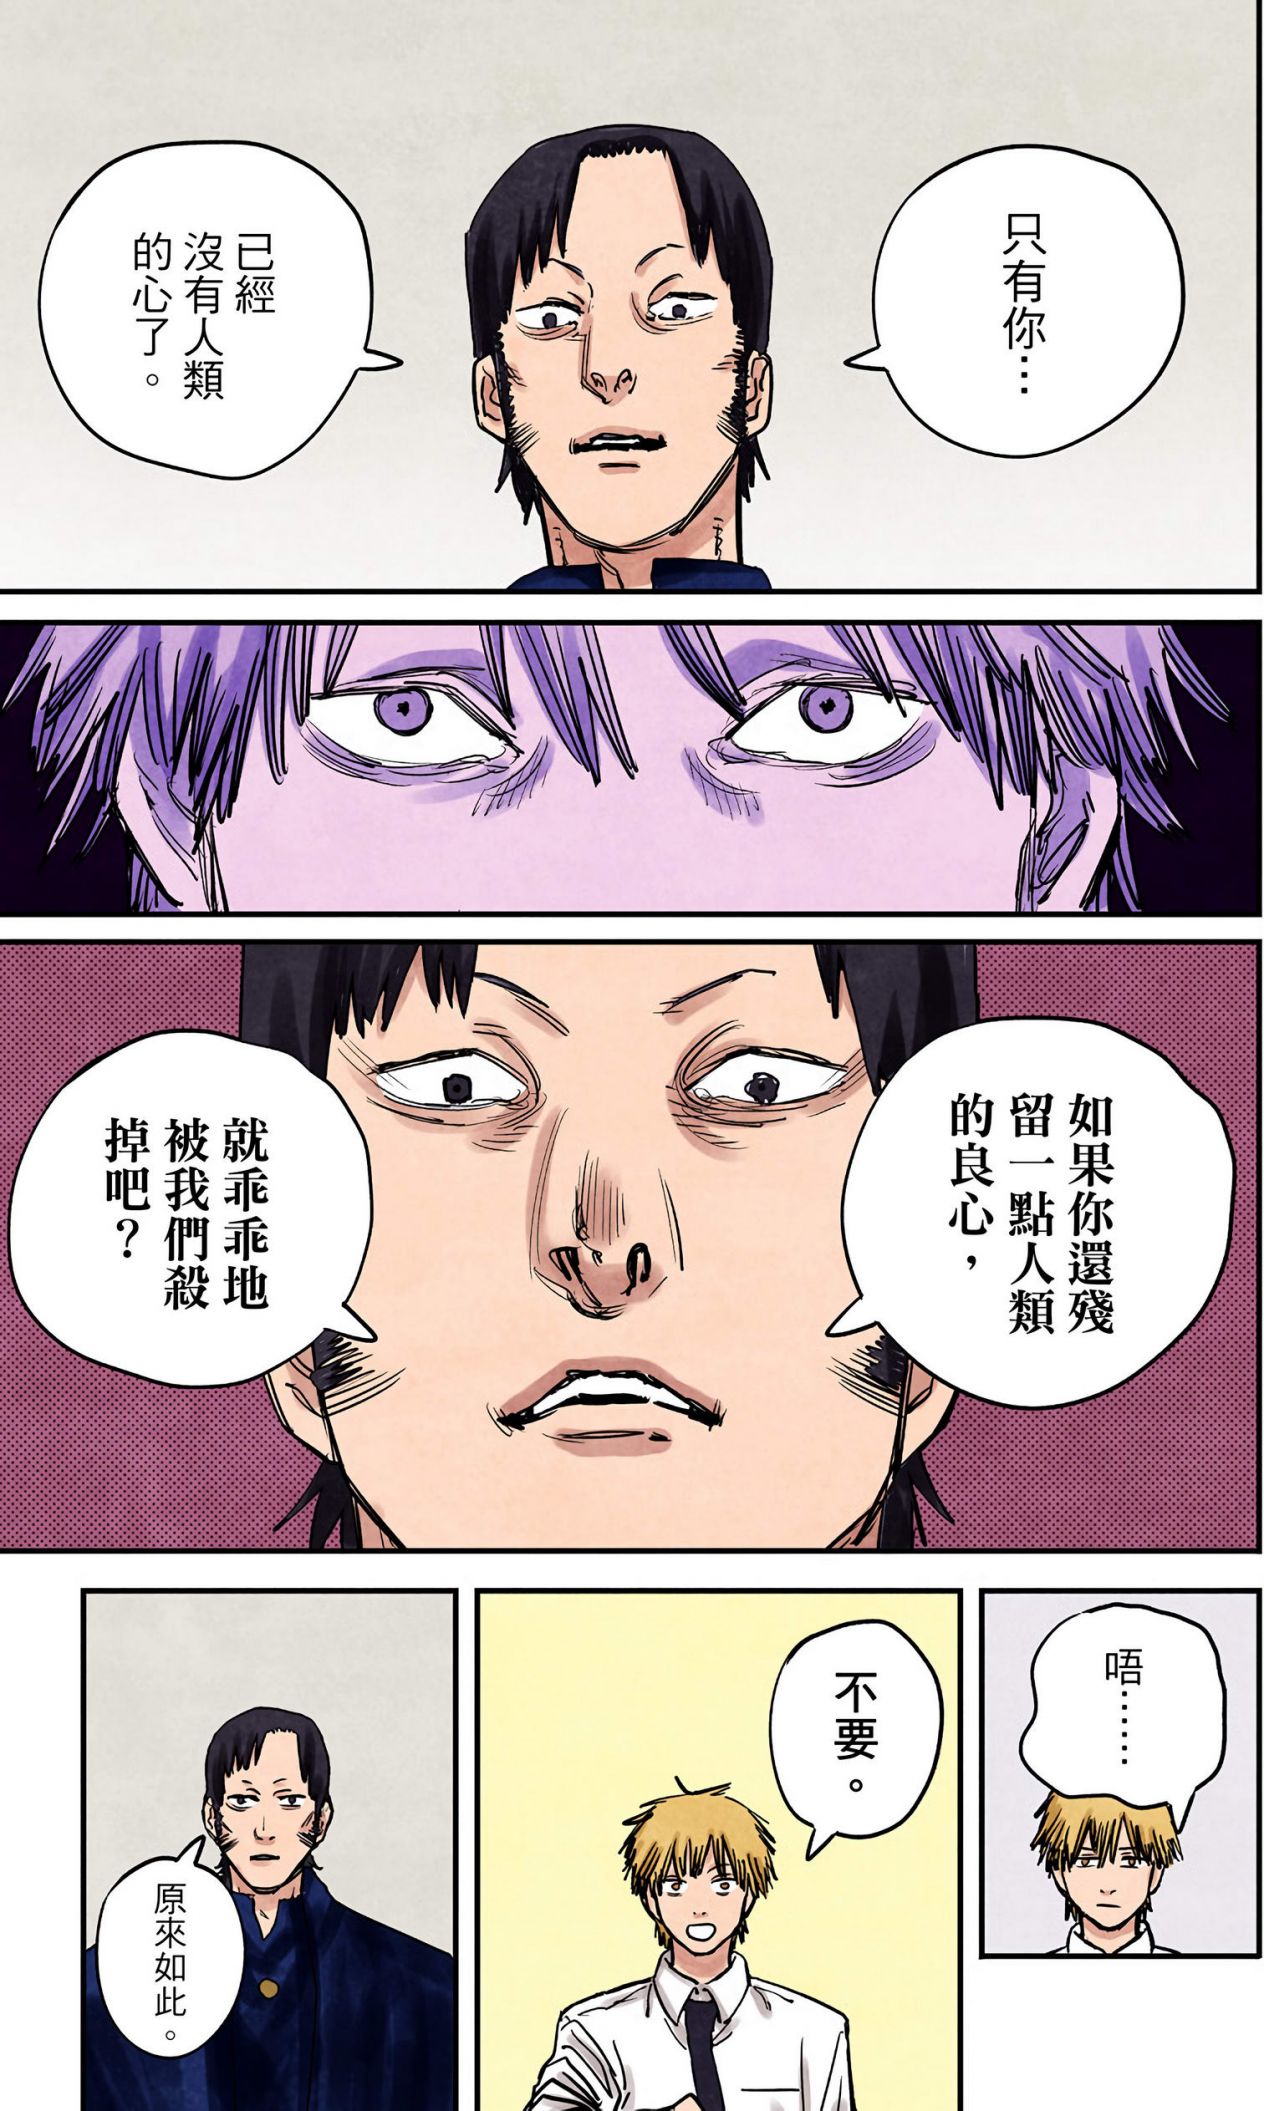 只有你…
已經
沒有人類
的心了。
如果你還殘
留一點人類
的良心，
就乖乖地
被我們殺
掉吧？
唔……
不要。
原來如此。